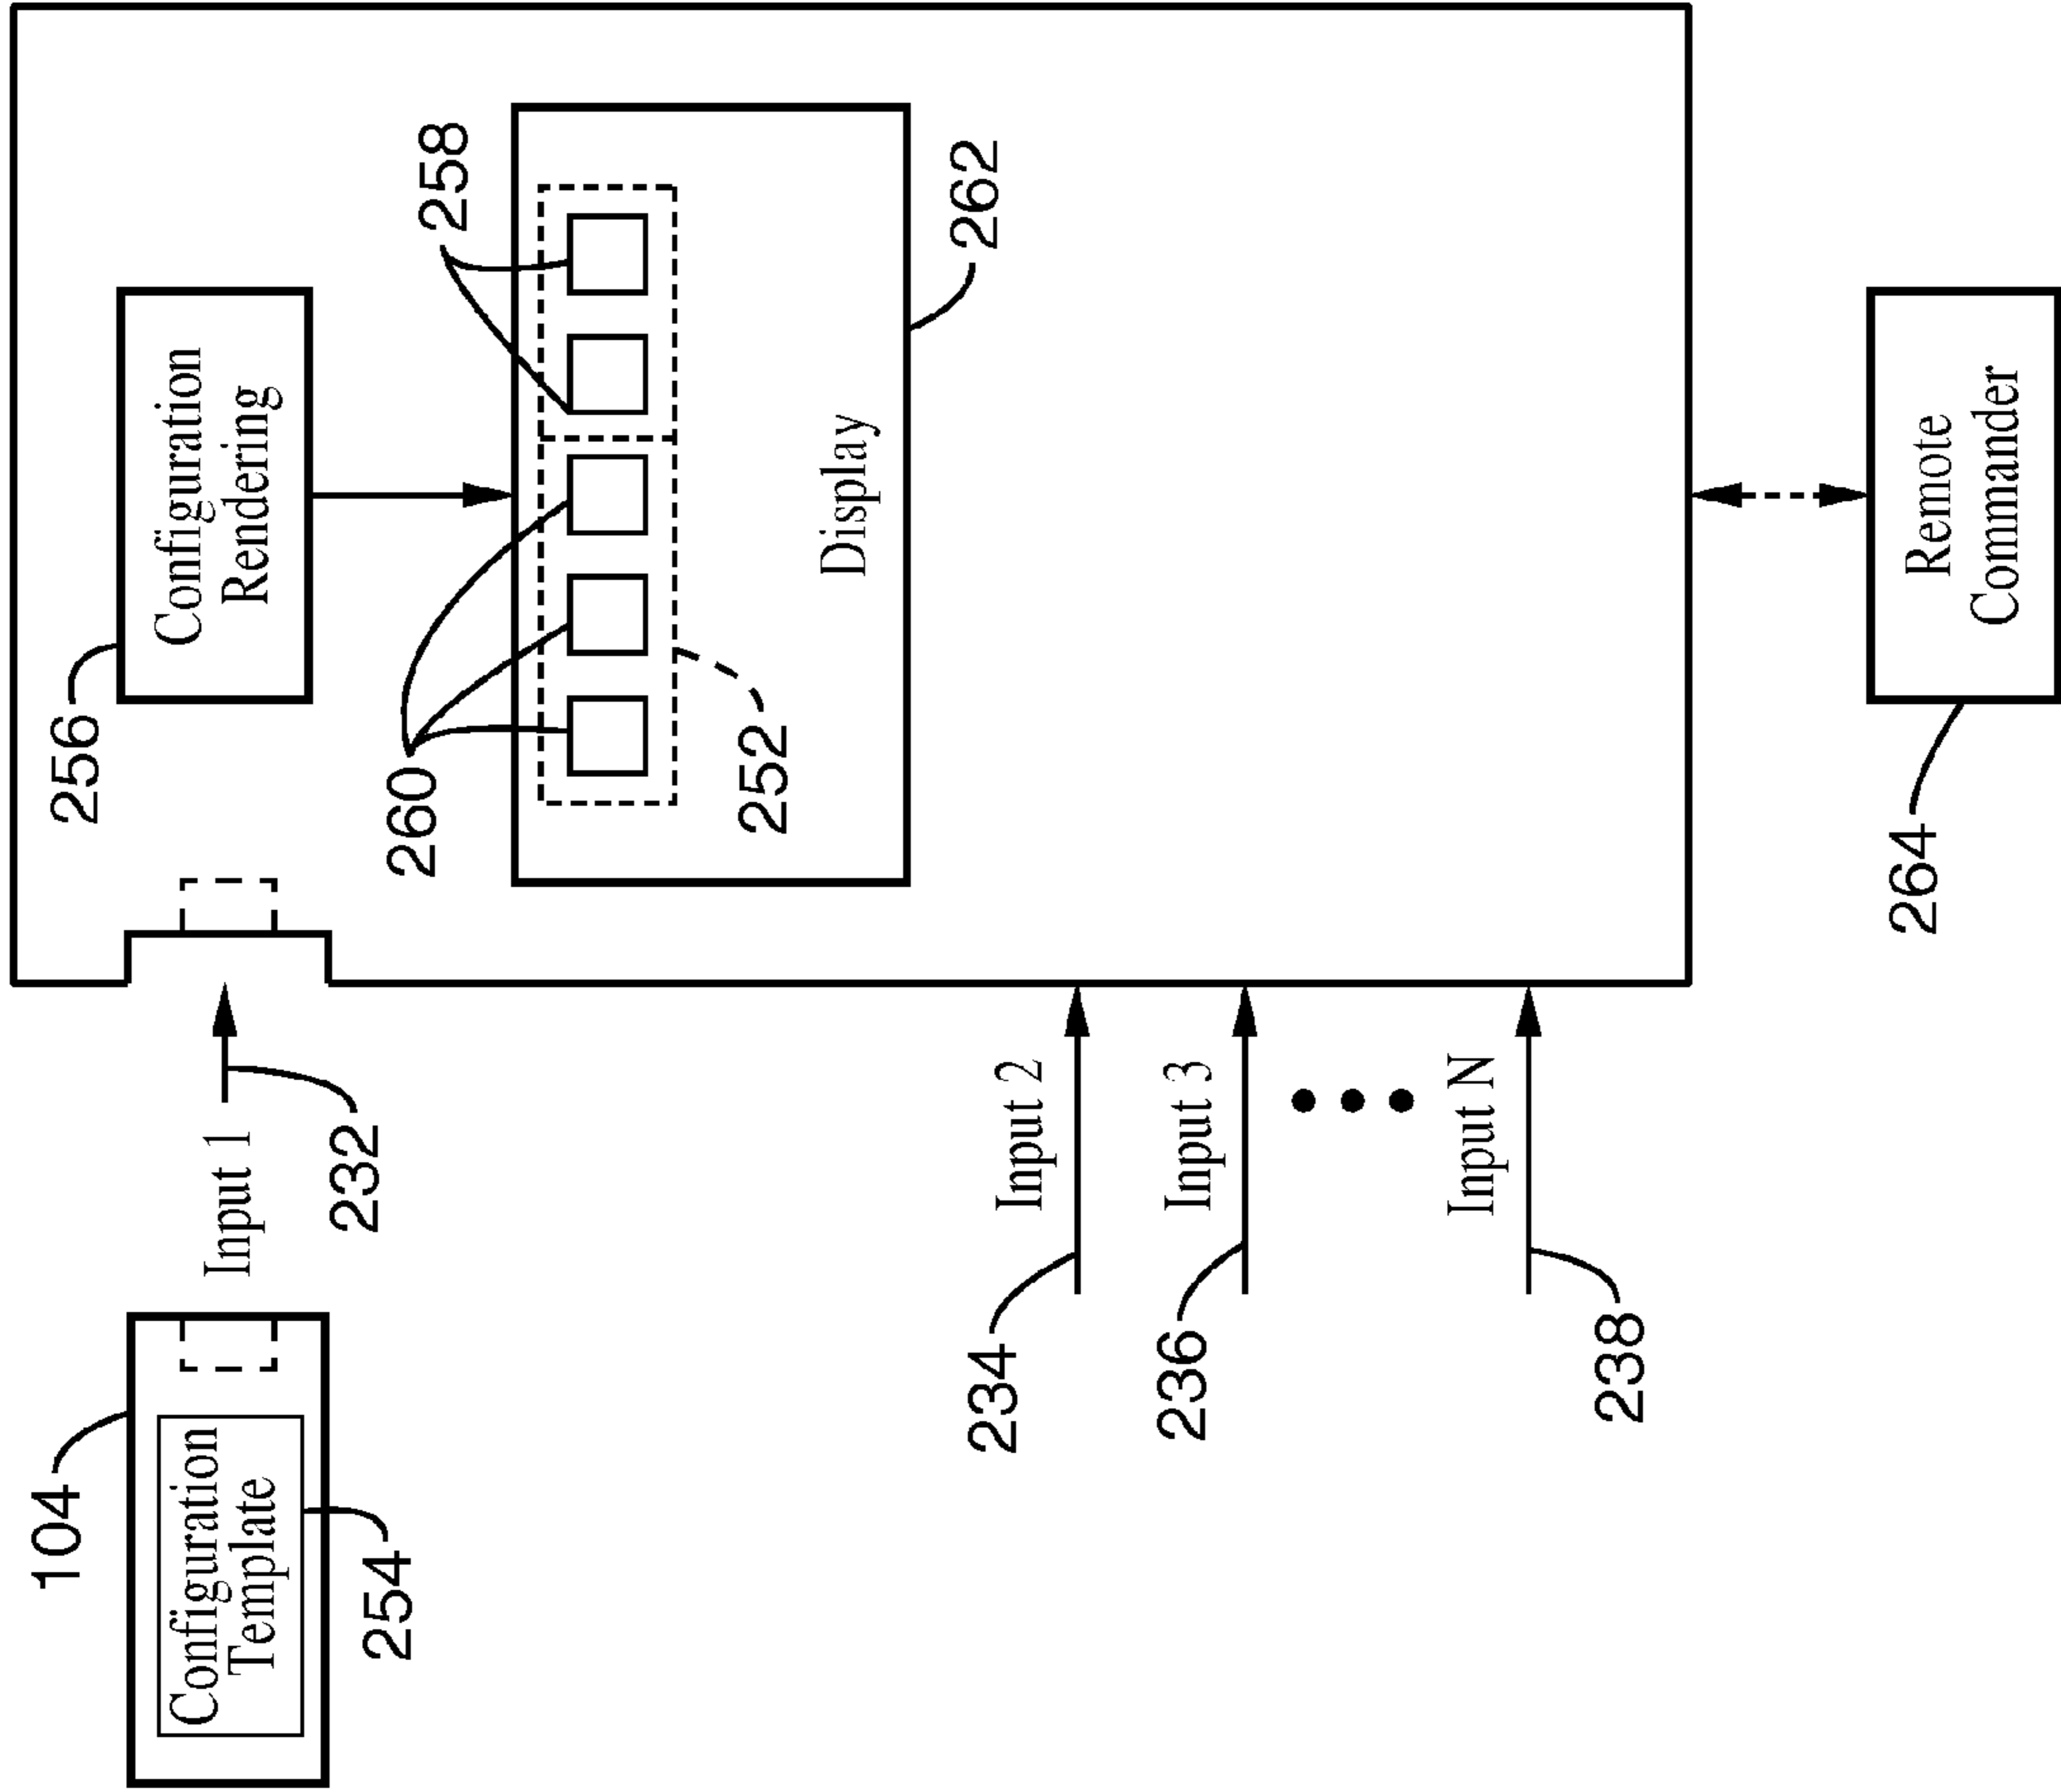 104
Configuration
Template
254
Input 1
232
256
Configuration
Rendering
258
260
252
Display
262
Input 2
234
Input 3
236
Input N
238
Remote
Commander
264